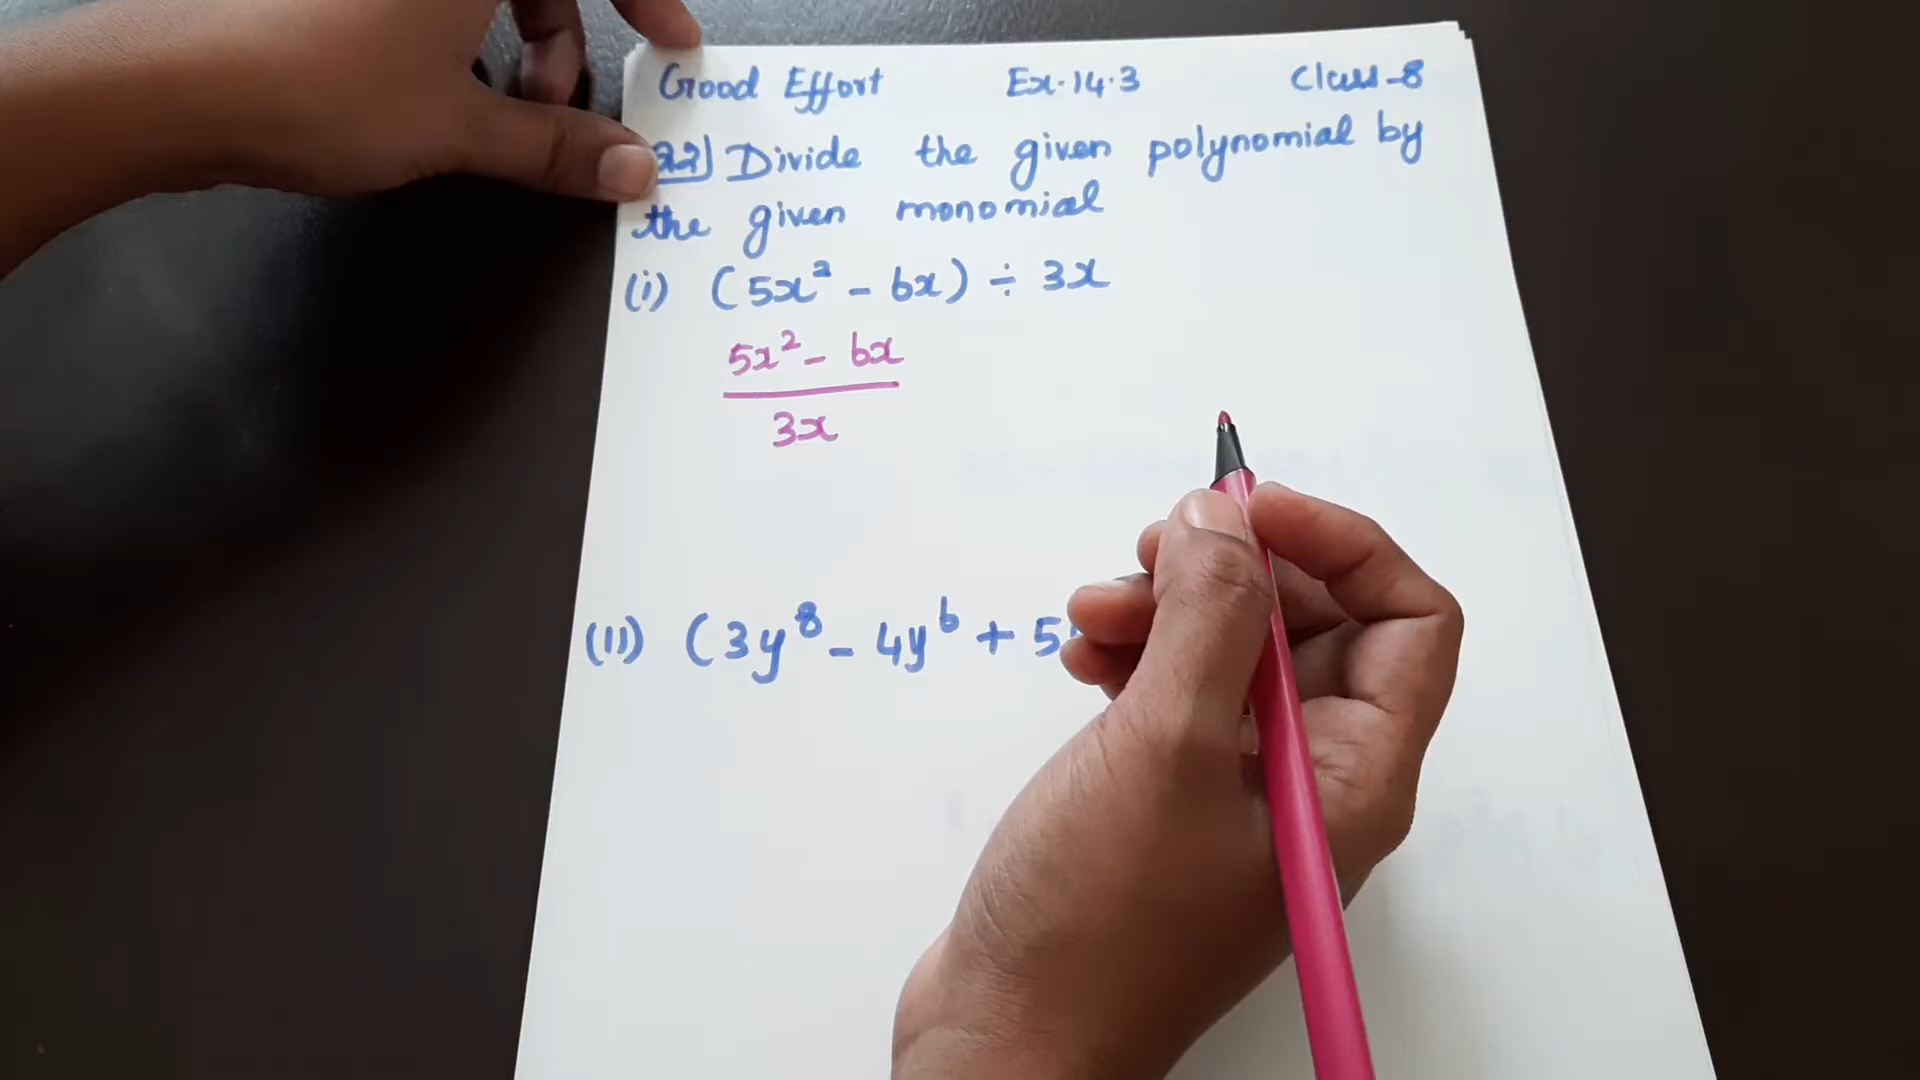 Good Effort Ex.14.3 Class-8
Q2) Divide the given polynomial by
the given monomial
(i) (5x² - 6x) ÷ 3x
5x² - 6x
3x
(ii) (3y⁸ - 4y⁶ + 5